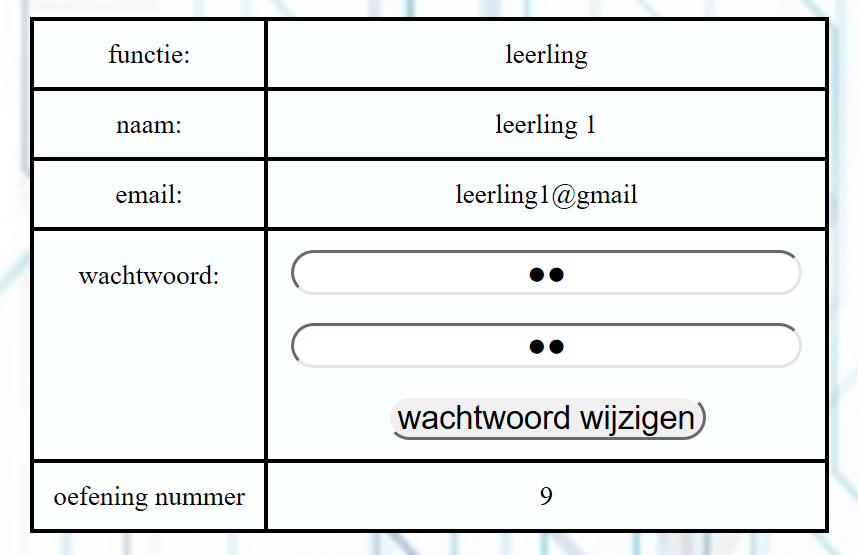 functie: leerling
naam: leerling 1
email: leerling1@gmail
wachtwoord: ●●
●●
wachtwoord wijzigen
oefening nummer 9